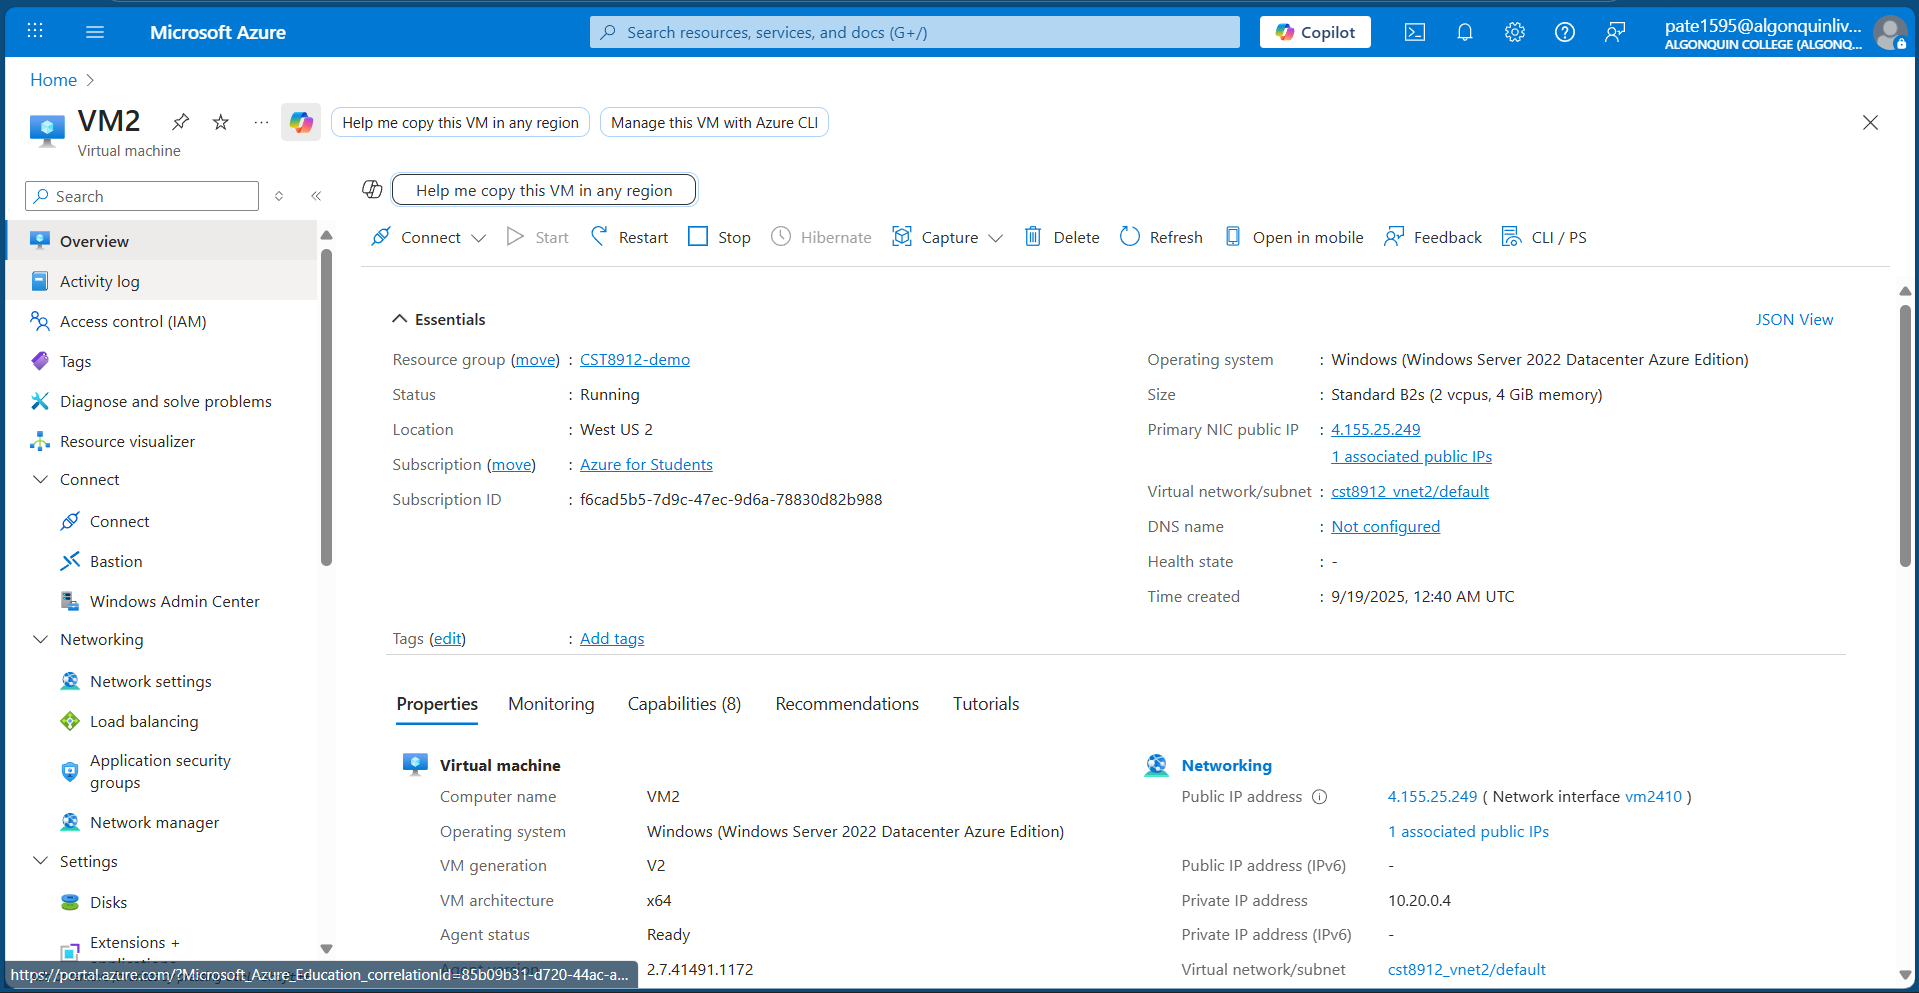 Microsoft Azure
Search resources, services, and docs (G+/)
Copilot
pate1595@algonquinliv...
ALGONQUIN COLLEGE (ALGONQ...
Home
VM2
Virtual machine
Help me copy this VM in any region
Manage this VM with Azure CLI
Search
Help me copy this VM in any region
Connect
Start
Restart
Stop
Hibernate
Capture
Delete
Refresh
Open in mobile
Feedback
CLI / PS
Overview
Activity log
Access control (IAM)
Tags
Diagnose and solve problems
Resource visualizer
Connect
Connect
Bastion
Windows Admin Center
Networking
Network settings
Load balancing
Application security
groups
Network manager
Settings
Disks
Extensions +
Essentials
JSON View
Resource group (move) : CST8912-demo
Status : Running
Location : West US 2
Subscription (move) : Azure for Students
Subscription ID : f6cad5b5-7d9c-47ec-9d6a-78830d82b988
Operating system : Windows (Windows Server 2022 Datacenter Azure Edition)
Size : Standard B2s (2 vcpus, 4 GiB memory)
Primary NIC public IP : 4.155.25.249
1 associated public IPs
Virtual network/subnet : cst8912_vnet2/default
DNS name : Not configured
Health state : -
Time created : 9/19/2025, 12:40 AM UTC
Tags (edit) : Add tags
Properties
Monitoring
Capabilities (8)
Recommendations
Tutorials
Virtual machine
Computer name VM2
Operating system Windows (Windows Server 2022 Datacenter Azure Edition)
VM generation V2
VM architecture x64
Agent status Ready
2.7.41491.1172
Networking
Public IP address 4.155.25.249 ( Network interface vm2410 )
1 associated public IPs
Public IP address (IPv6) -
Private IP address 10.20.0.4
Private IP address (IPv6) -
Virtual network/subnet cst8912_vnet2/default
https://portal.azure.com/?Microsoft_Azure_Education_correlationId=85b09b31-d720-44ac-a...